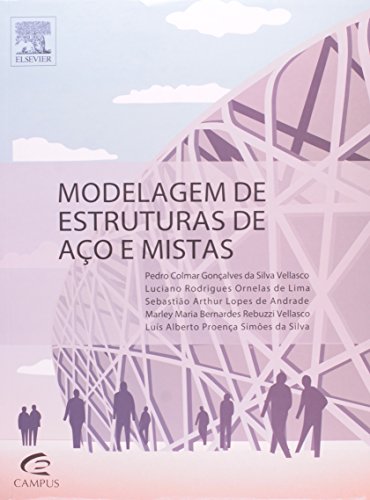 ELSEVIER
MODELAGEM DE
ESTRUTURAS DE
AÇO E MISTAS
Pedro Colmar Gonçalves da Silva Vellasco
Luciano Rodrigues Ornelas de Lima
Sebastião Arthur Lopes de Andrade
Marley Maria Bernardes Rebuzzi Vellasco
Luís Alberto Proença Simões da Silva
CAMPUS